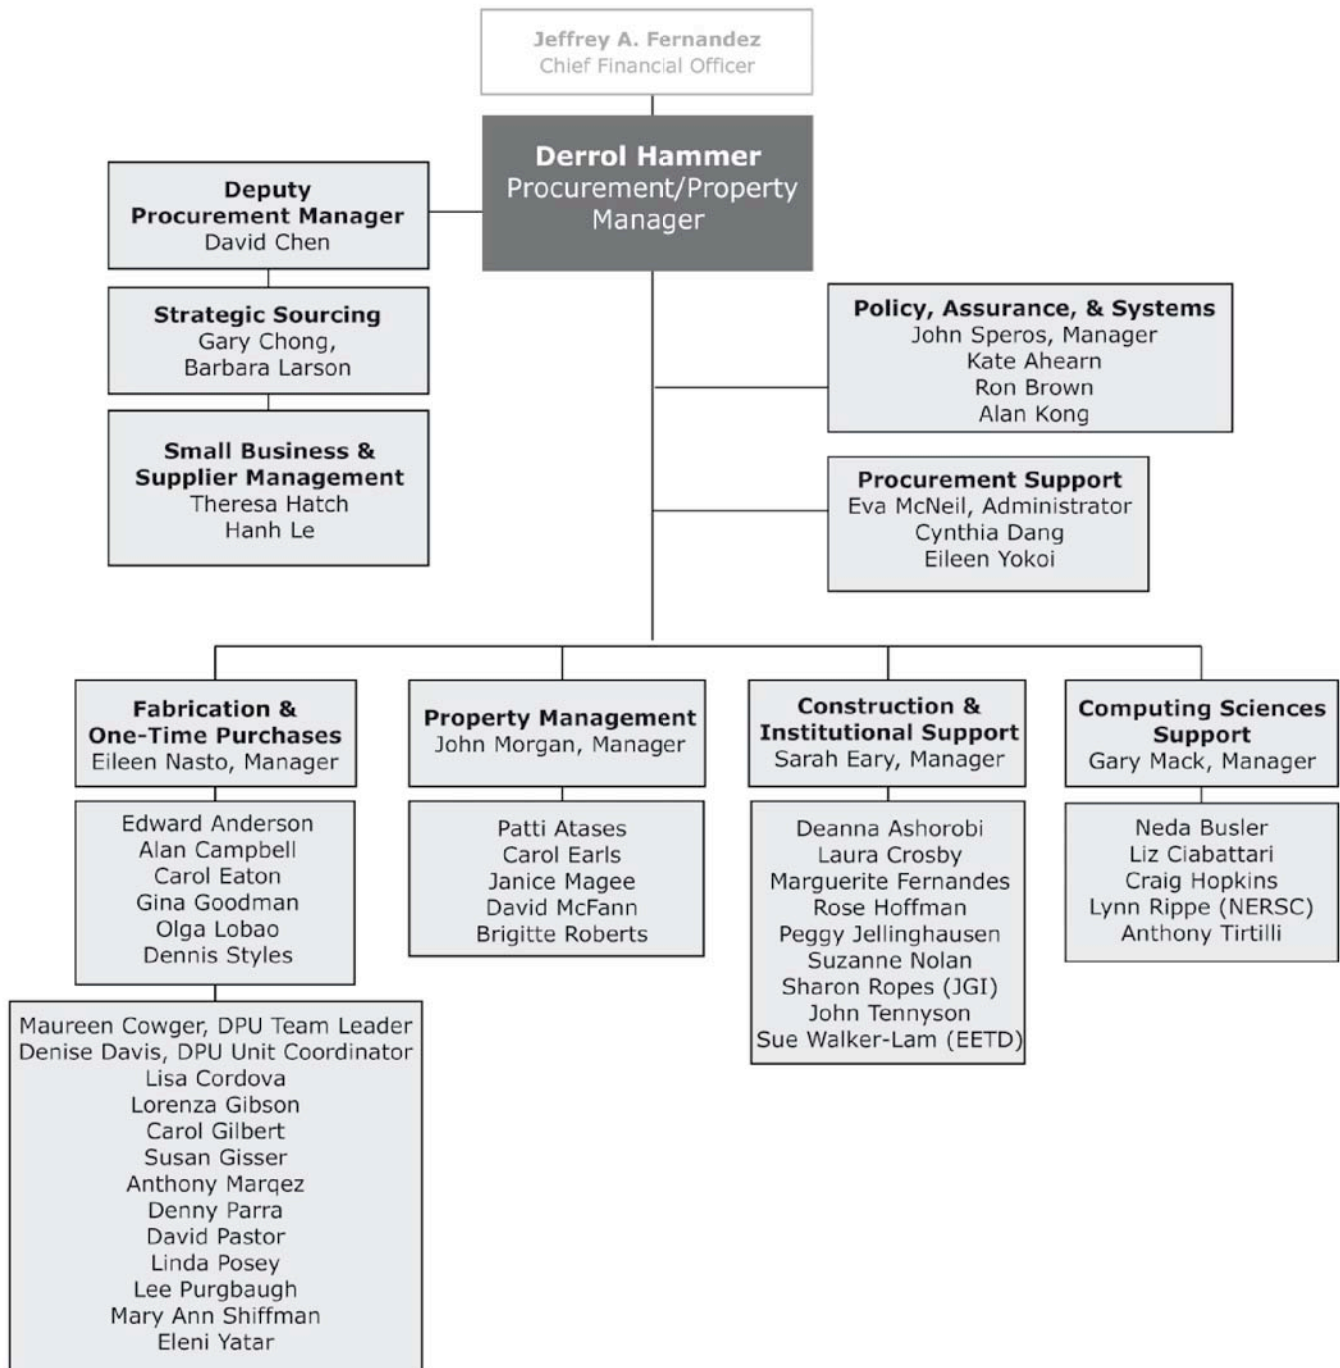 Jeffrey A. Fernandez
Chief Financial Officer
Derrol Hammer
Procurement/Property
Manager
Deputy
Procurement Manager
David Chen
Strategic Sourcing
Gary Chong,
Barbara Larson
Small Business &
Supplier Management
Theresa Hatch
Hanh Le
Policy, Assurance, & Systems
John Speros, Manager
Kate Ahearn
Ron Brown
Alan Kong
Procurement Support
Eva McNeil, Administrator
Cynthia Dang
Eileen Yokoi
Fabrication &
One-Time Purchases
Eileen Nasto, Manager
Edward Anderson
Alan Campbell
Carol Eaton
Gina Goodman
Olga Lobao
Dennis Styles
Maureen Cowger, DPU Team Leader
Denise Davis, DPU Unit Coordinator
Lisa Cordova
Lorenza Gibson
Carol Gilbert
Susan Gisser
Anthony Marqez
Denny Parra
David Pastor
Linda Posey
Lee Purgbaugh
Mary Ann Shiffman
Eleni Yatar
Property Management
John Morgan, Manager
Patti Atases
Carol Earls
Janice Magee
David McFann
Brigitte Roberts
Construction &
Institutional Support
Sarah Eary, Manager
Deanna Ashorobi
Laura Crosby
Marguerite Fernandes
Rose Hoffman
Peggy Jellinghausen
Suzanne Nolan
Sharon Ropes (JGI)
John Tennyson
Sue Walker-Lam (EETD)
Computing Sciences
Support
Gary Mack, Manager
Neda Busler
Liz Ciabattari
Craig Hopkins
Lynn Rippe (NERSC)
Anthony Tirtilli